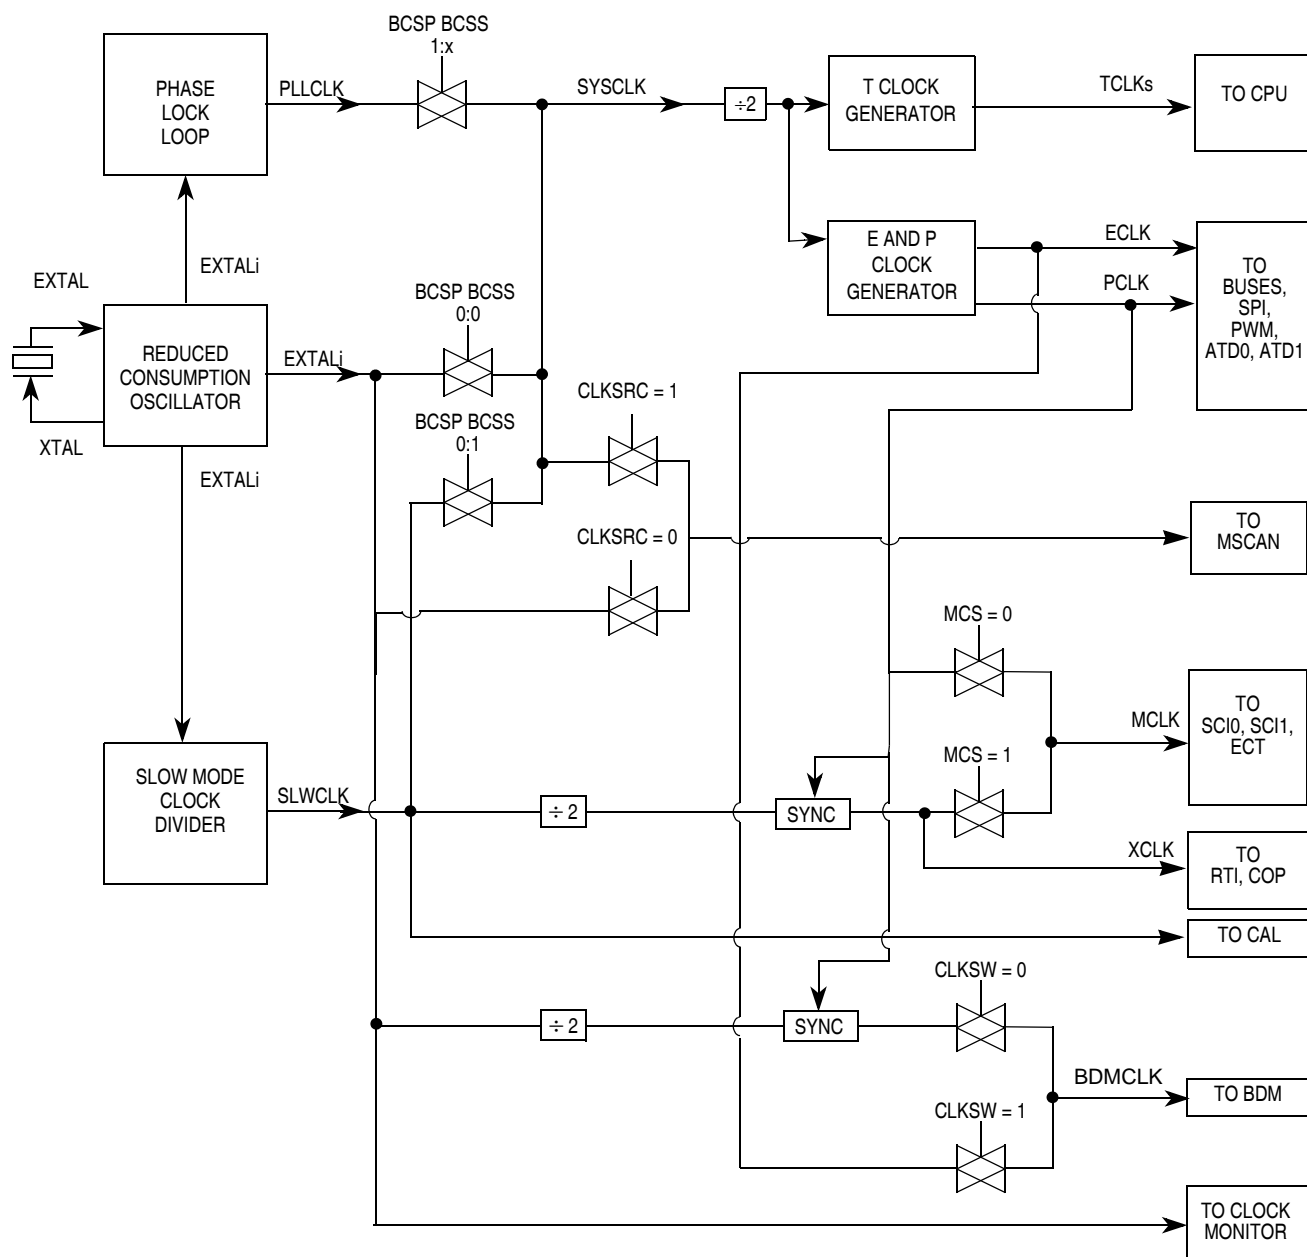 BCSP BCSS
1:x
PHASE
LOCK
LOOP
PLLCLK
SYSCLK
÷2
T CLOCK
GENERATOR
TCLKs
TO CPU
EXTALi
E AND P
CLOCK
GENERATOR
ECLK
PCLK
TO
BUSES,
SPI,
PWM,
ATD0, ATD1
EXTAL
XTAL
REDUCED
CONSUMPTION
OSCILLATOR
EXTALi
BCSP BCSS
0:0
BCSP BCSS
0:1
CLKSRC = 1
CLKSRC = 0
TO
MSCAN
EXTALi
MCS = 0
MCS = 1
MCLK
TO
SCI0, SCI1,
ECT
SLOW MODE
CLOCK
DIVIDER
SLWCLK
÷ 2
SYNC
XCLK
TO
RTI, COP
TO CAL
÷ 2
SYNC
CLKSW = 0
CLKSW = 1
BDMCLK
TO BDM
TO CLOCK
MONITOR